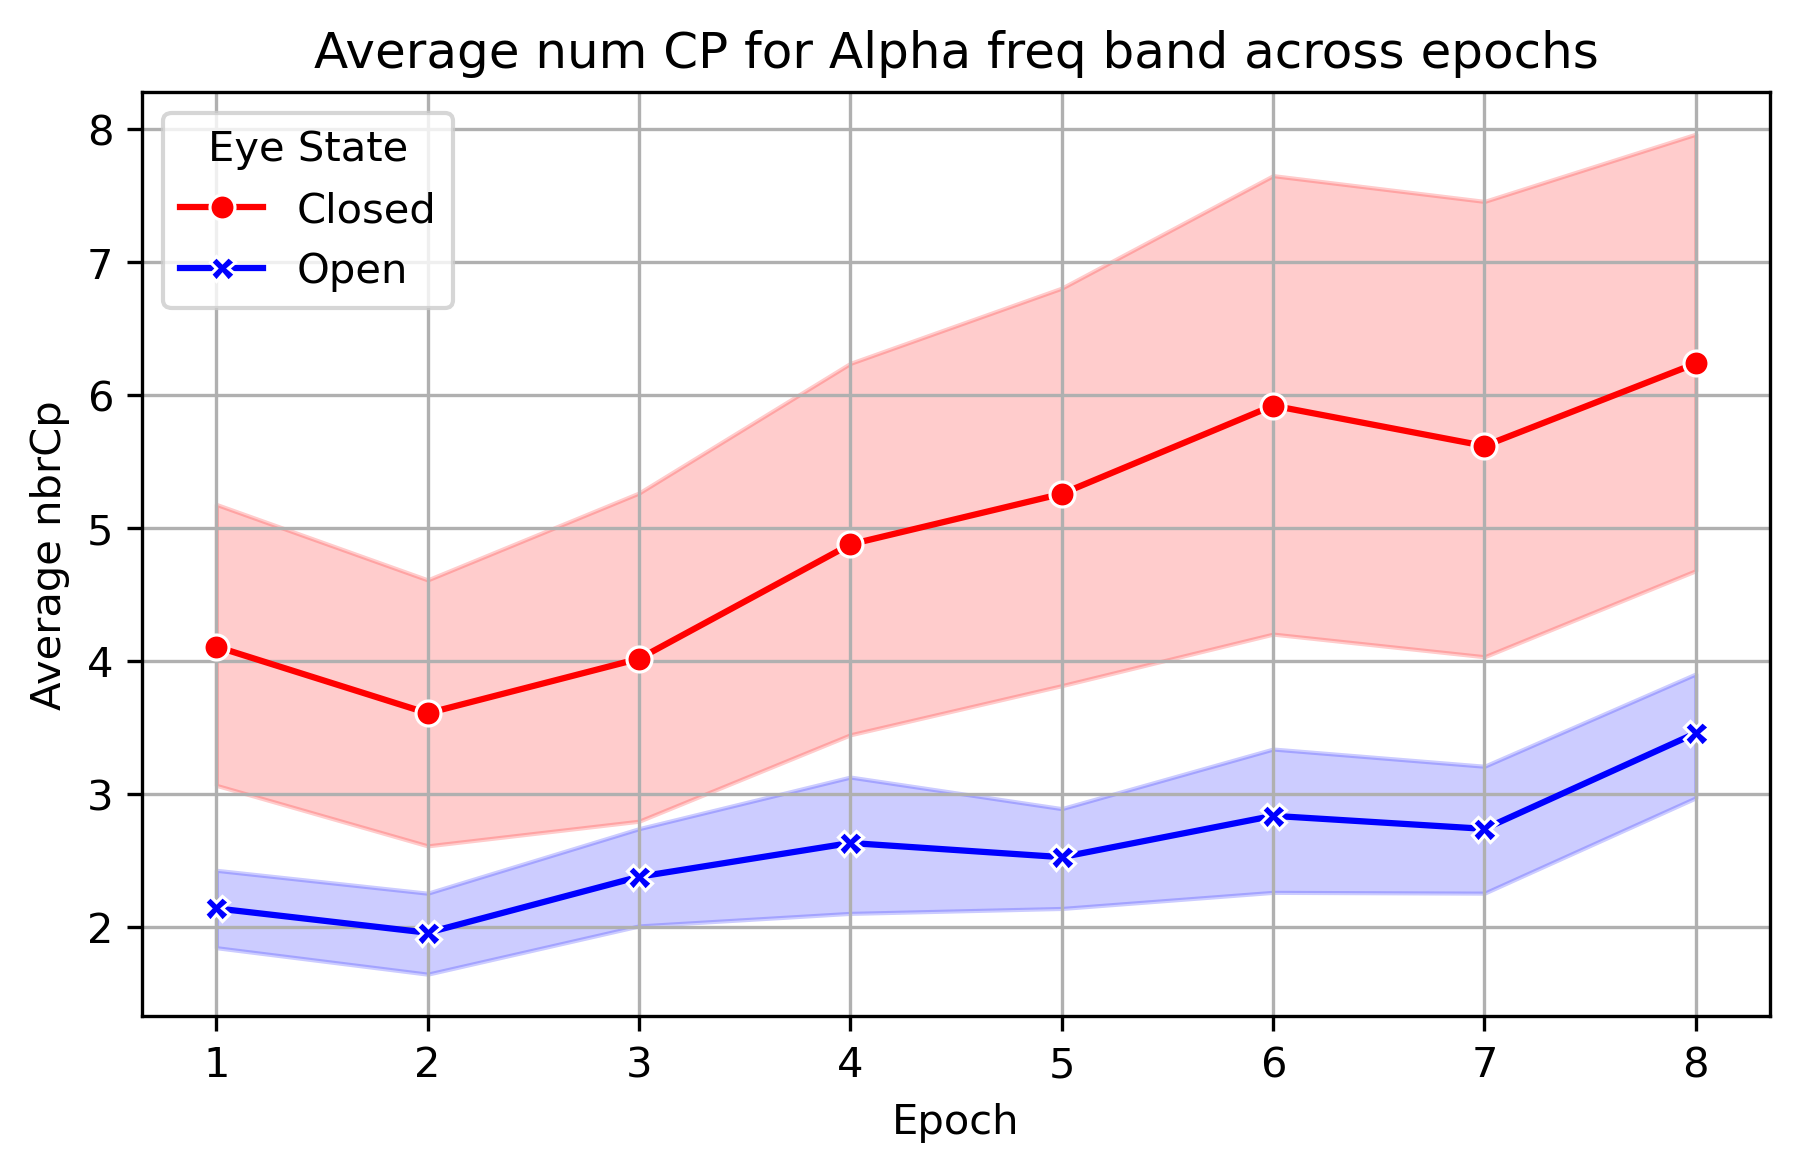 Average num CP for Alpha freq band across epochs
Average nbrCp
8
7
6
5
4
3
2
Eye State
Closed
Open
1 2 3 4 5 6 7 8
Epoch